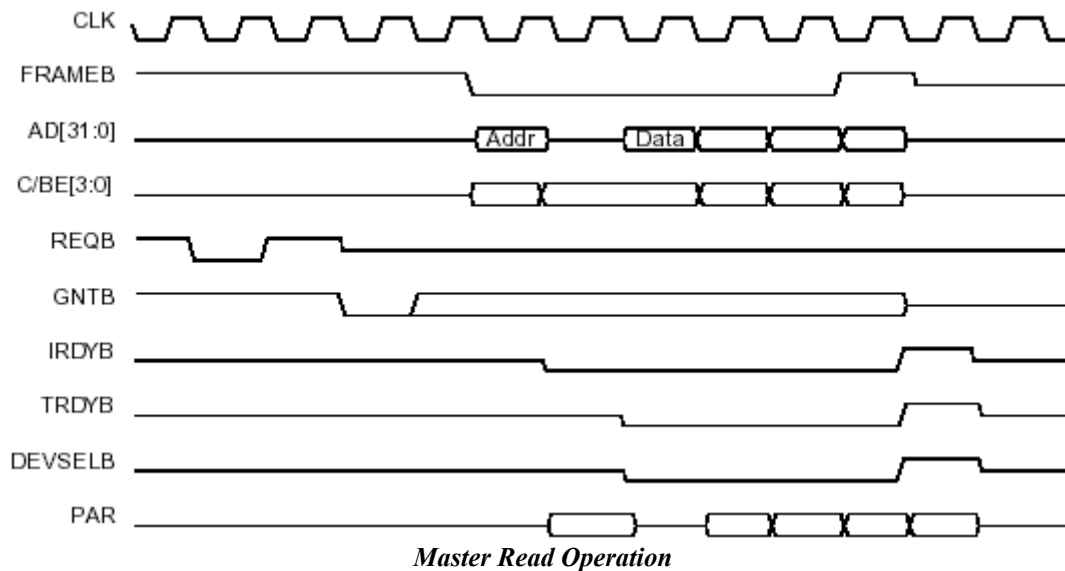 CLK
FRAMEB
AD[31:0]
Addr
Data
C/BE[3:0]
REQB
GNTB
IRDYB
TRDYB
DEVSELB
PAR
Master Read Operation